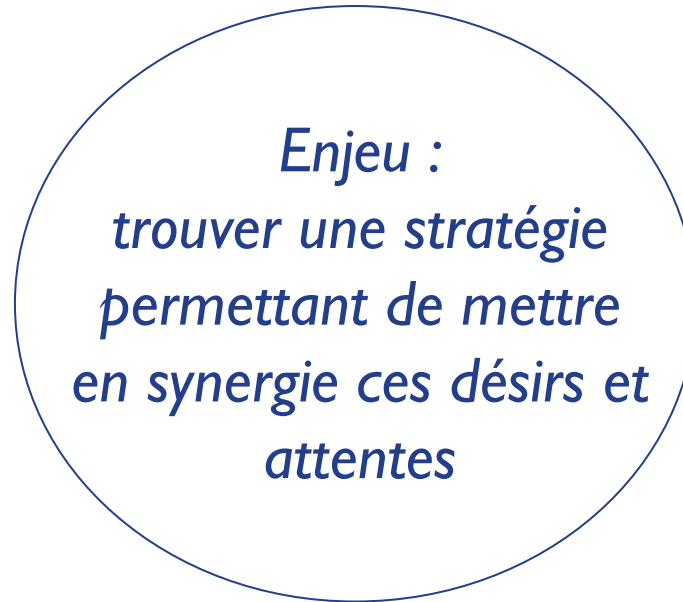 Enjeu :
trouver une stratégie
permettant de mettre
en synergie ces désirs et
attentes